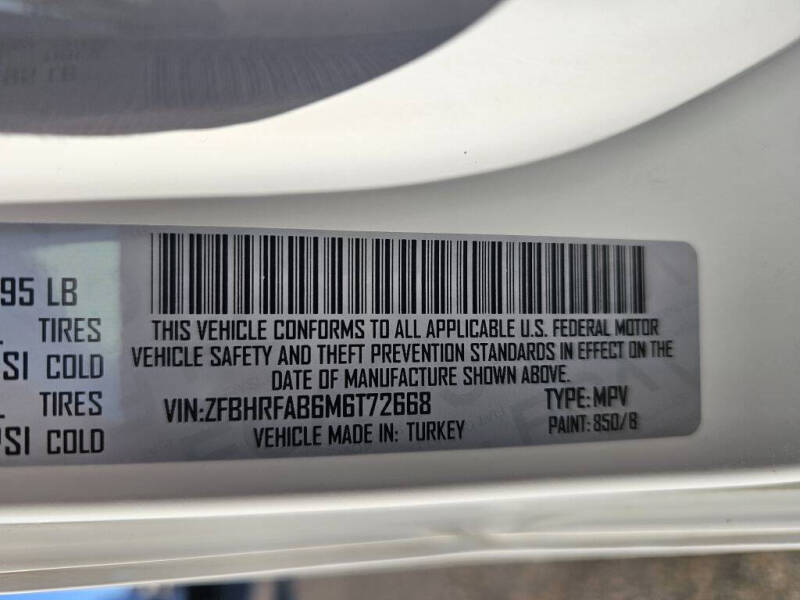 95 LB
TIRES
SI COLD
TIRES
PSI COLD
THIS VEHICLE CONFORMS TO ALL APPLICABLE U.S. FEDERAL MOTOR
VEHICLE SAFETY AND THEFT PREVENTION STANDARDS IN EFFECT ON THE
DATE OF MANUFACTURE SHOWN ABOVE.
VIN:ZFBHRFAB6M6T72668 TYPE: MPV
VEHICLE MADE IN: TURKEY PAINT: 850/B